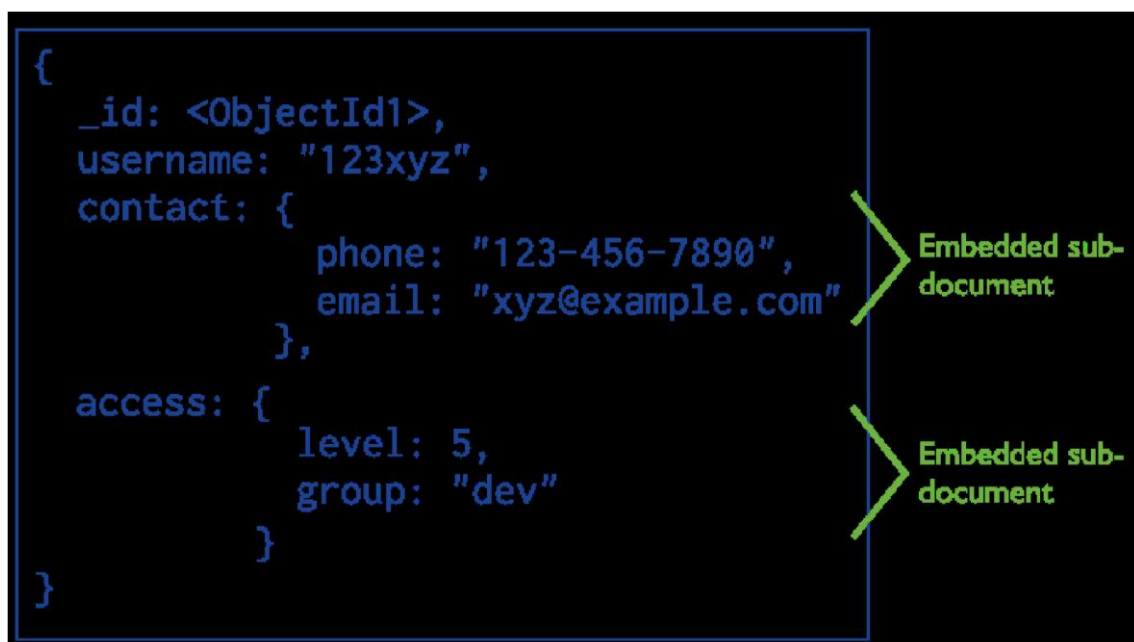 {
_id: <ObjectId1>,
username: "123xyz",
contact: {
phone: "123-456-7890",
email: "xyz@example.com"
},
access: {
level: 5,
group: "dev"
}
}
Embedded sub-
document
Embedded sub-
document